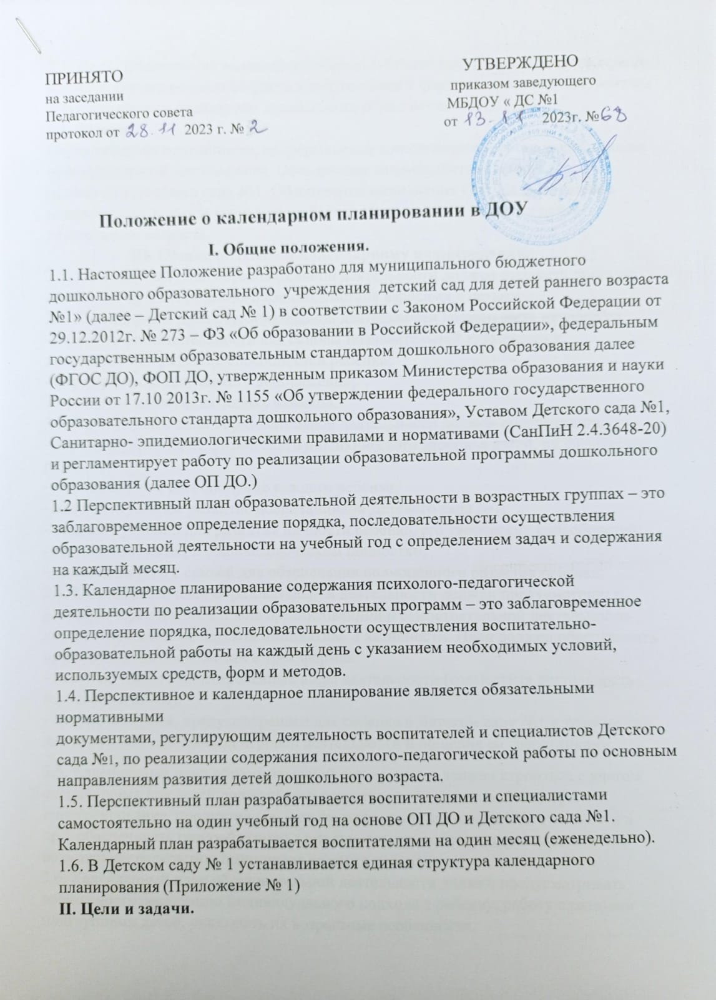 ПРИНЯТО
на заседании
Педагогического совета
протокол от 28.11 2023 г. № 2
УТВЕРЖДЕНО
приказом заведующего
МБДОУ « ДС №1
от 13.11 2023г. №68
Положение о календарном планировании в ДОУ
I. Общие положения.
1.1. Настоящее Положение разработано для муниципального бюджетного
дошкольного образовательного учреждения детский сад для детей раннего возраста
№1» (далее – Детский сад № 1) в соответствии с Законом Российской Федерации от
29.12.2012г. № 273 – ФЗ «Об образовании в Российской Федерации», федеральным
государственным образовательным стандартом дошкольного образования далее
(ФГОС ДО), ФОП ДО, утвержденным приказом Министерства образования и науки
России от 17.10 2013г. № 1155 «Об утверждении федерального государственного
образовательного стандарта дошкольного образования», Уставом Детского сада №1,
Санитарно- эпидемиологическими правилами и нормативами (СанПиН 2.4.3648-20)
и регламентирует работу по реализации образовательной программы дошкольного
образования (далее ОП ДО.)
1.2 Перспективный план образовательной деятельности в возрастных группах – это
заблаговременное определение порядка, последовательности осуществления
образовательной деятельности на учебный год с определением задач и содержания
на каждый месяц.
1.3. Календарное планирование содержания психолого-педагогической
деятельности по реализации образовательных программ – это заблаговременное
определение порядка, последовательности осуществления воспитательно-
образовательной работы на каждый день с указанием необходимых условий,
используемых средств, форм и методов.
1.4. Перспективное и календарное планирование является обязательными
нормативными
документами, регулирующим деятельность воспитателей и специалистов Детского
сада №1, по реализации содержания психолого-педагогической работы по основным
направлениям развития детей дошкольного возраста.
1.5. Перспективный план разрабатывается воспитателями и специалистами
самостоятельно на один учебный год на основе ОП ДО и Детского сада №1.
Календарный план разрабатывается воспитателями на один месяц (еженедельно).
1.6. В Детском саду № 1 устанавливается единая структура календарного
планирования (Приложение № 1)
II. Цели и задачи.